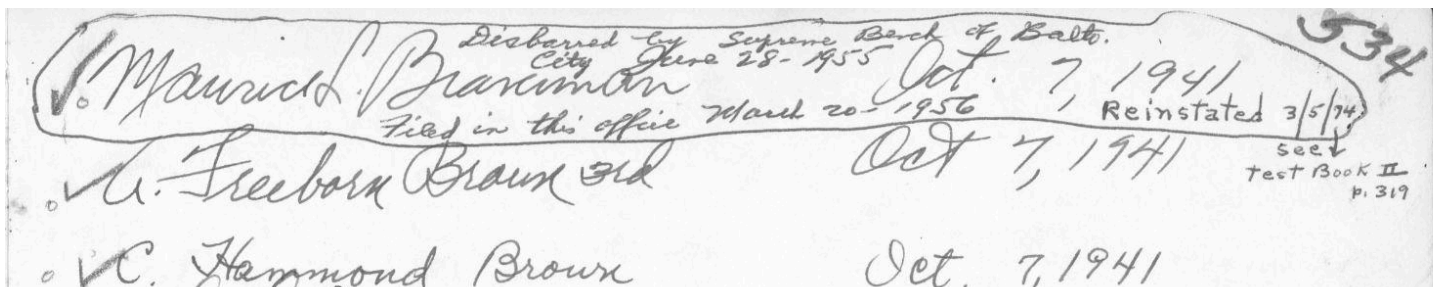 534
Disbarred by Supreme Bench of Balto.
City June 28-1955
Maurice L. Braverman Oct. 7, 1941
Filed in this office March 20-1956 Reinstated 3/5/74
see ↓
test Book II
p. 319
A. Freeborn Brown 3rd Oct 7, 1941
C. Hammond Brown Oct. 7, 1941